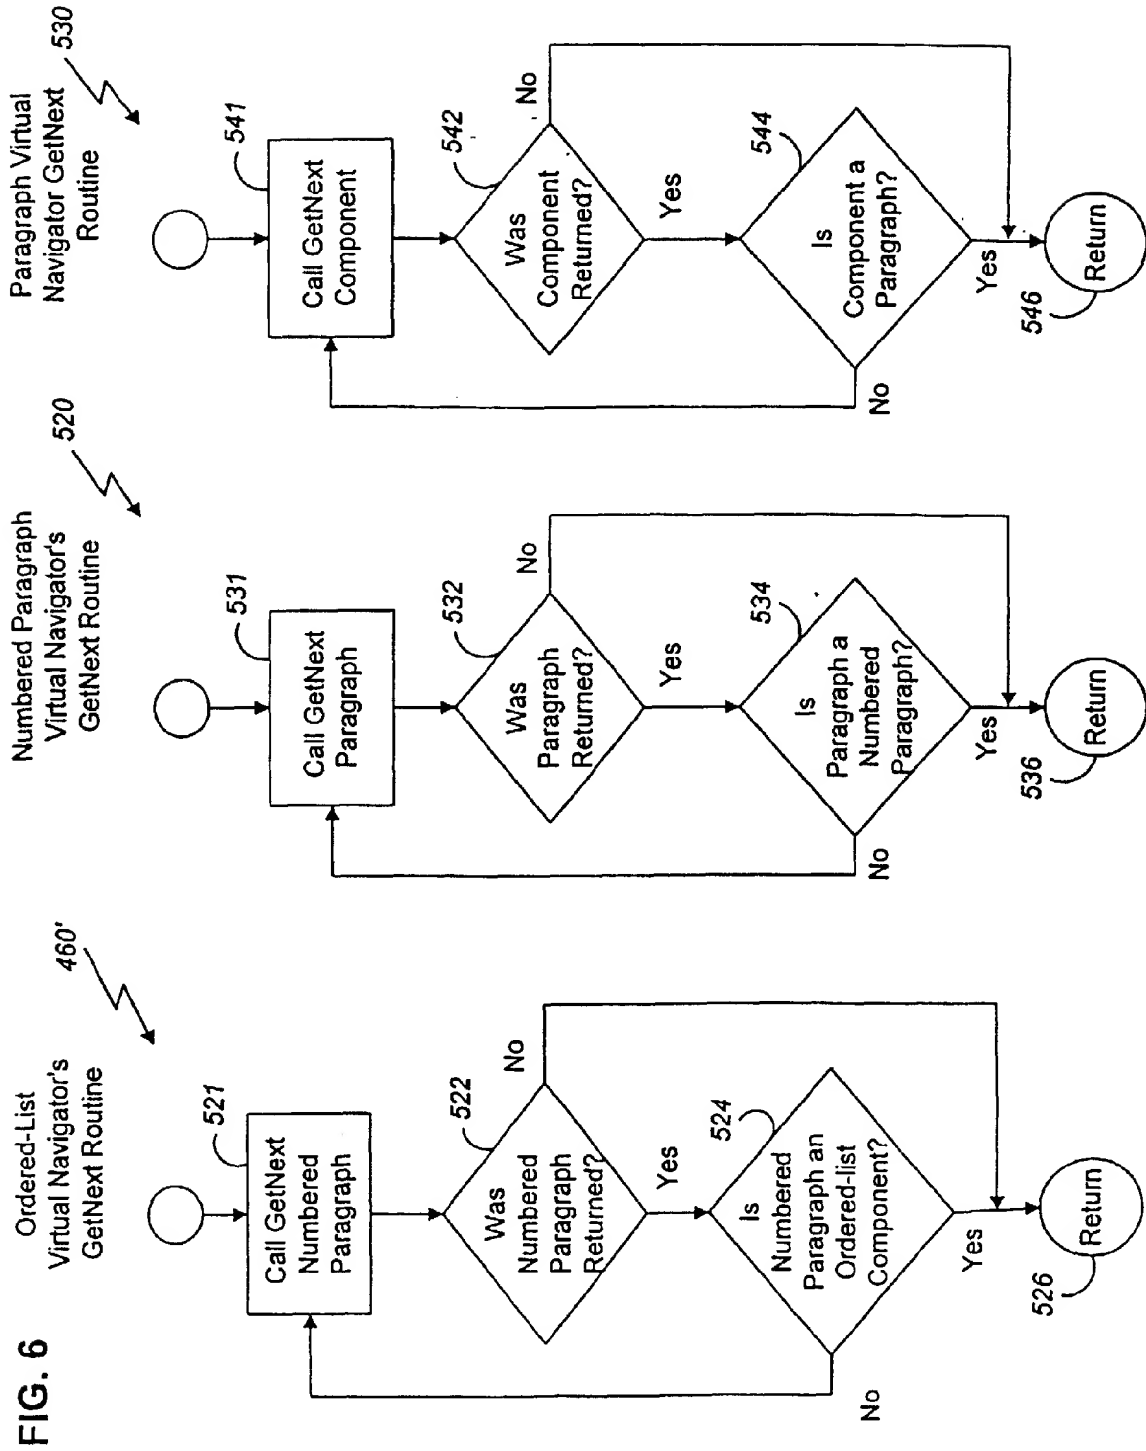 FIG. 6
Ordered-List
Virtual Navigator's
GetNext Routine
460'
521
Call GetNext
Numbered
Paragraph
522
Was
Numbered
Paragraph
Returned?
No
Yes
524
Is
Numbered
Paragraph an
Ordered-list
Component?
No
Yes
Return
526
Numbered Paragraph
Virtual Navigator's
GetNext Routine
520
531
Call GetNext
Paragraph
532
Was
Paragraph
Returned?
No
Yes
534
Is
Paragraph a
Numbered
Paragraph?
No
Yes
Return
536
Paragraph Virtual
Navigator GetNext
Routine
530
541
Call GetNext
Component
542
Was
Component
Returned?
No
Yes
544
Is
Component a
Paragraph?
No
Yes
Return
546